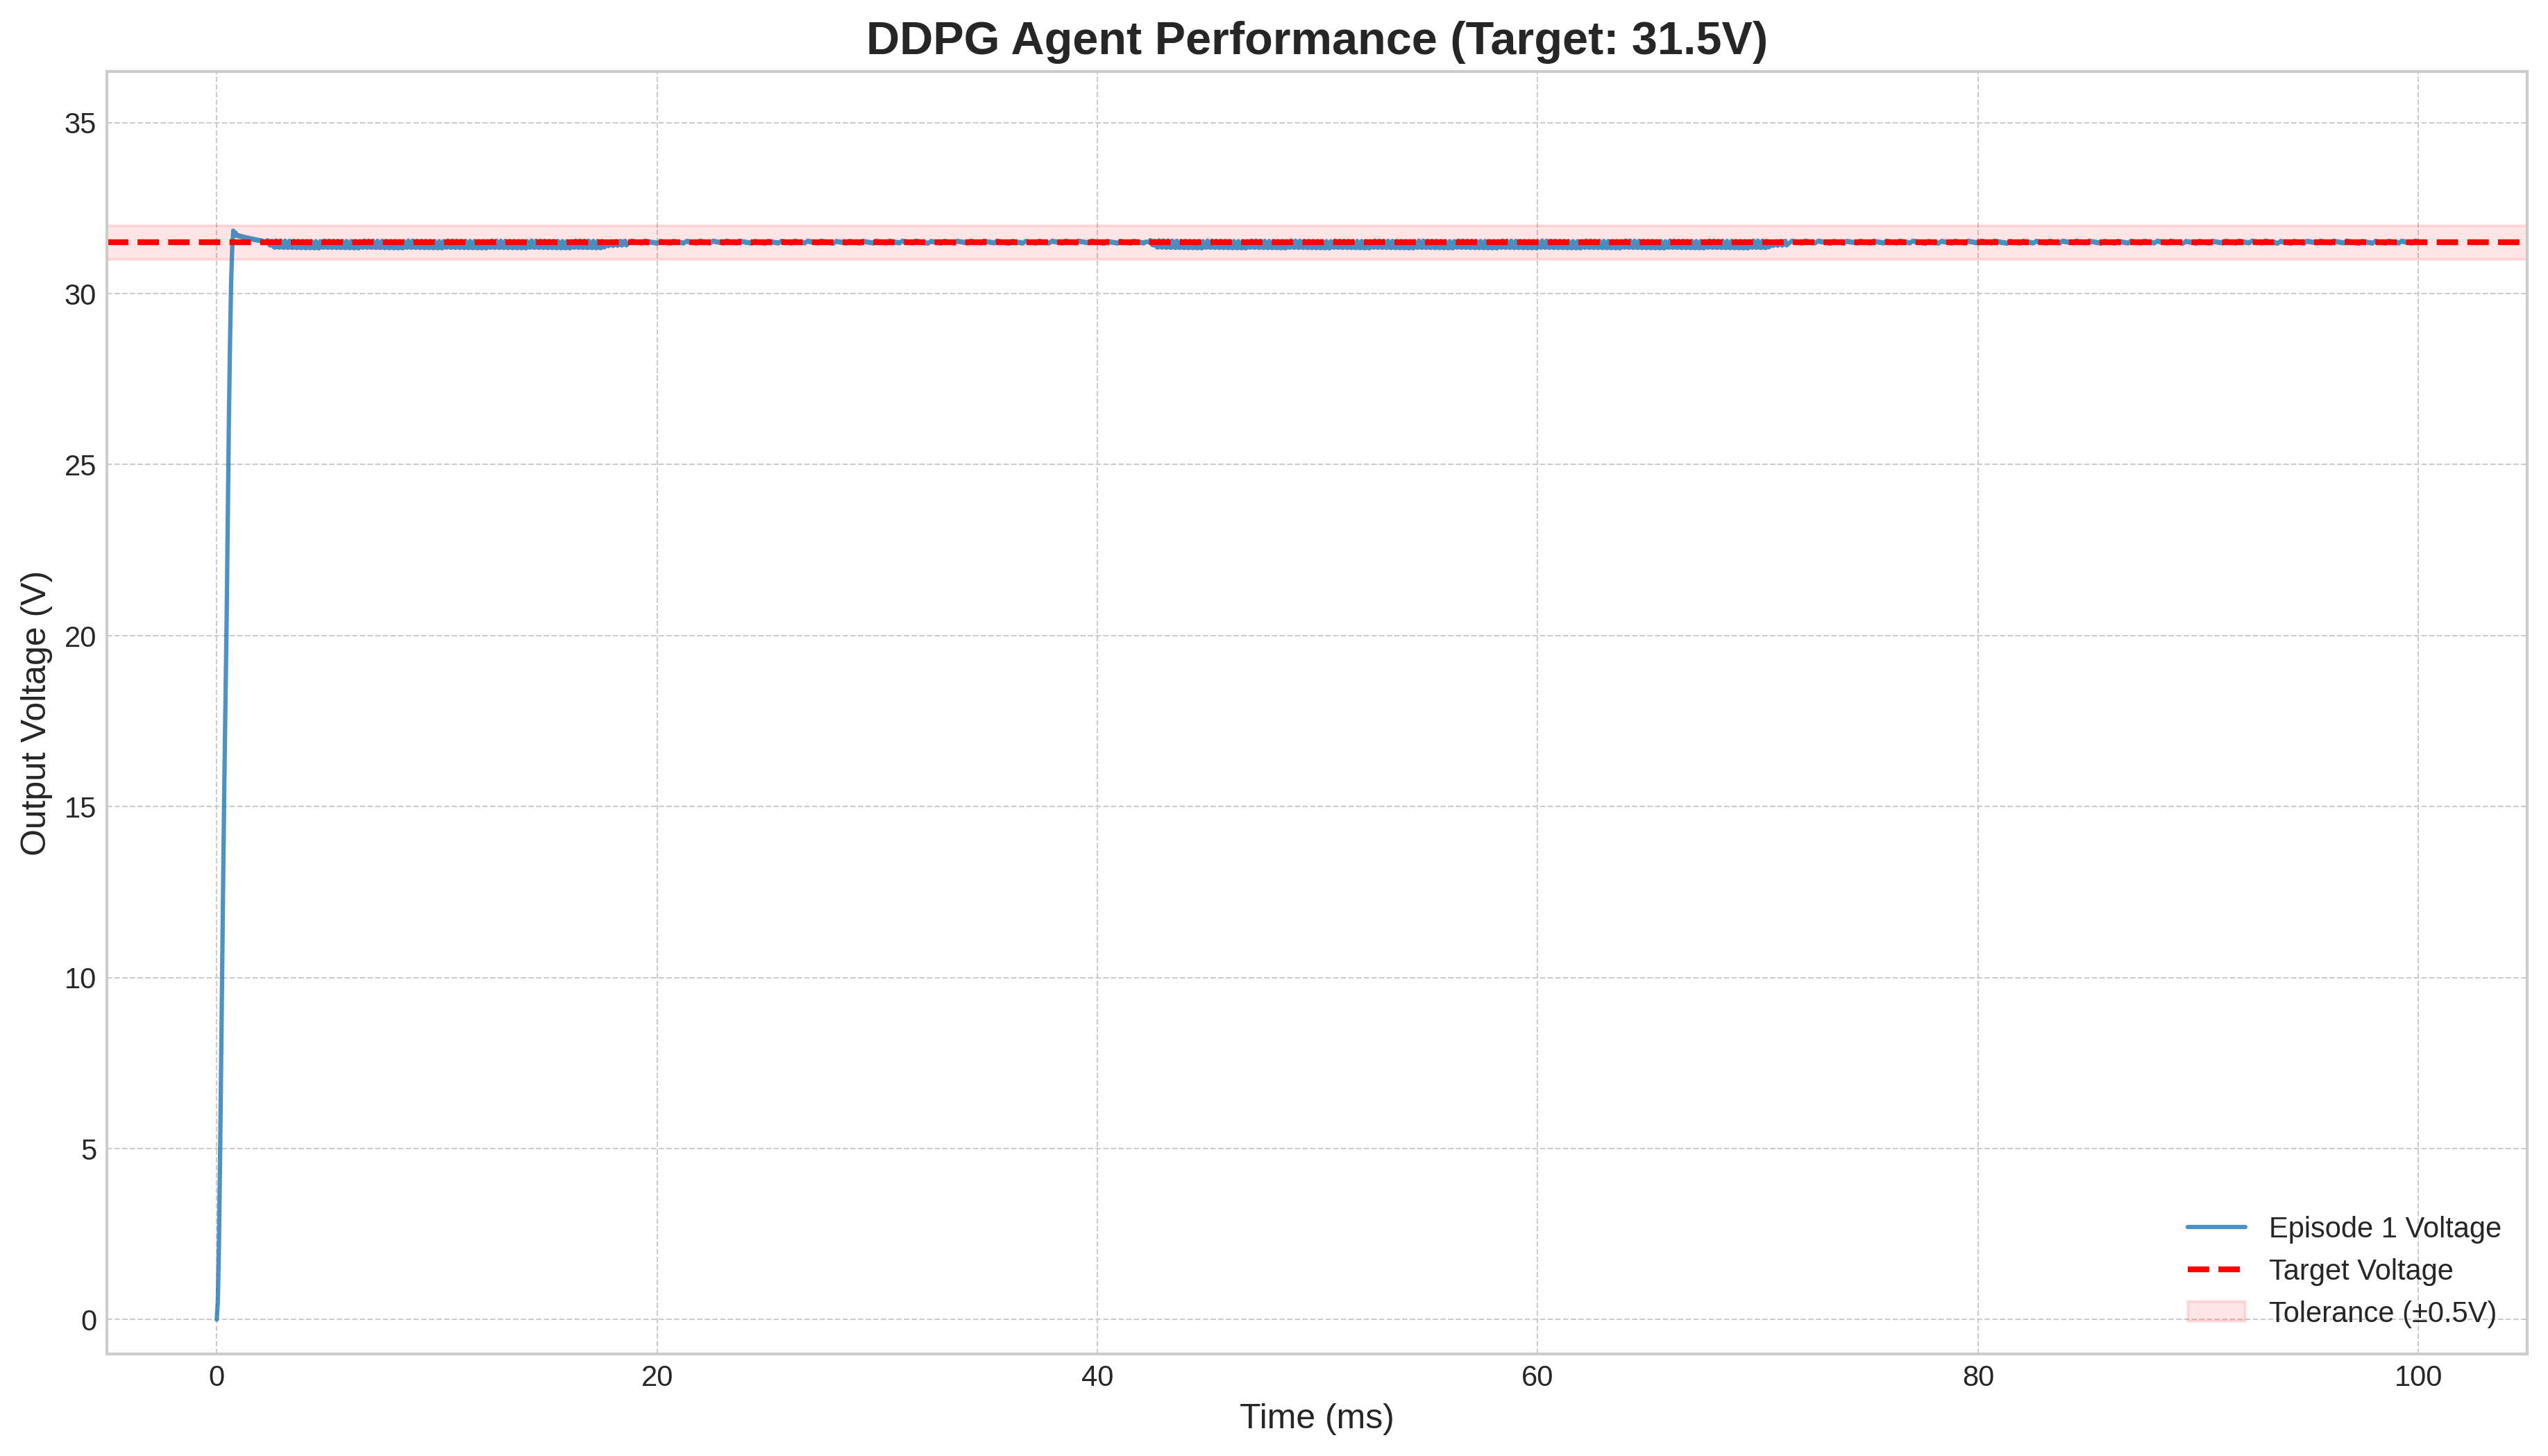 DDPG Agent Performance (Target: 31.5V)
Output Voltage (V)
35
30
25
20
15
10
5
0
0 20 40 60 80 100
Time (ms)
Episode 1 Voltage
Target Voltage
Tolerance (±0.5V)